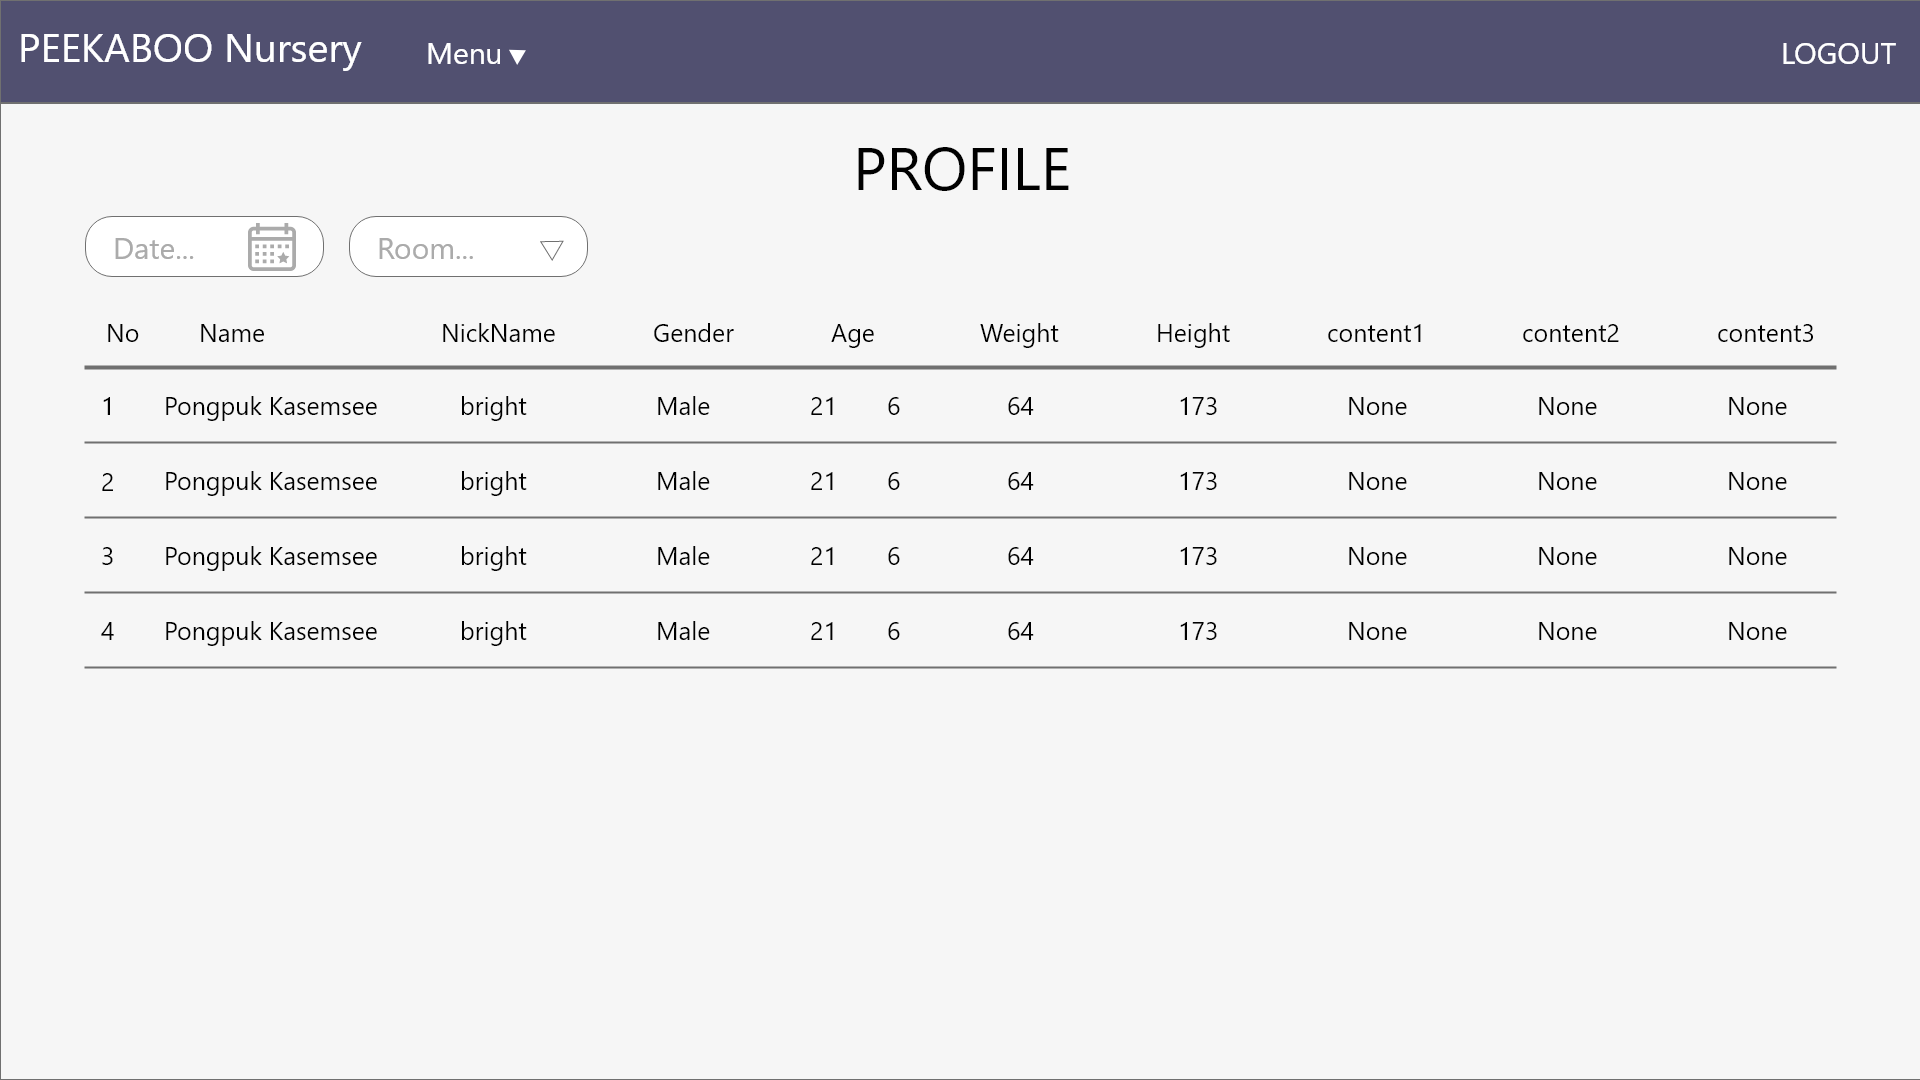 PEEKABOO Nursery Menu ▼ LOGOUT
PROFILE
Date... Room...
No Name NickName Gender Age Weight Height content1 content2 content3
1 Pongpuk Kasemsee bright Male 21 6 64 173 None None None
2 Pongpuk Kasemsee bright Male 21 6 64 173 None None None
3 Pongpuk Kasemsee bright Male 21 6 64 173 None None None
4 Pongpuk Kasemsee bright Male 21 6 64 173 None None None